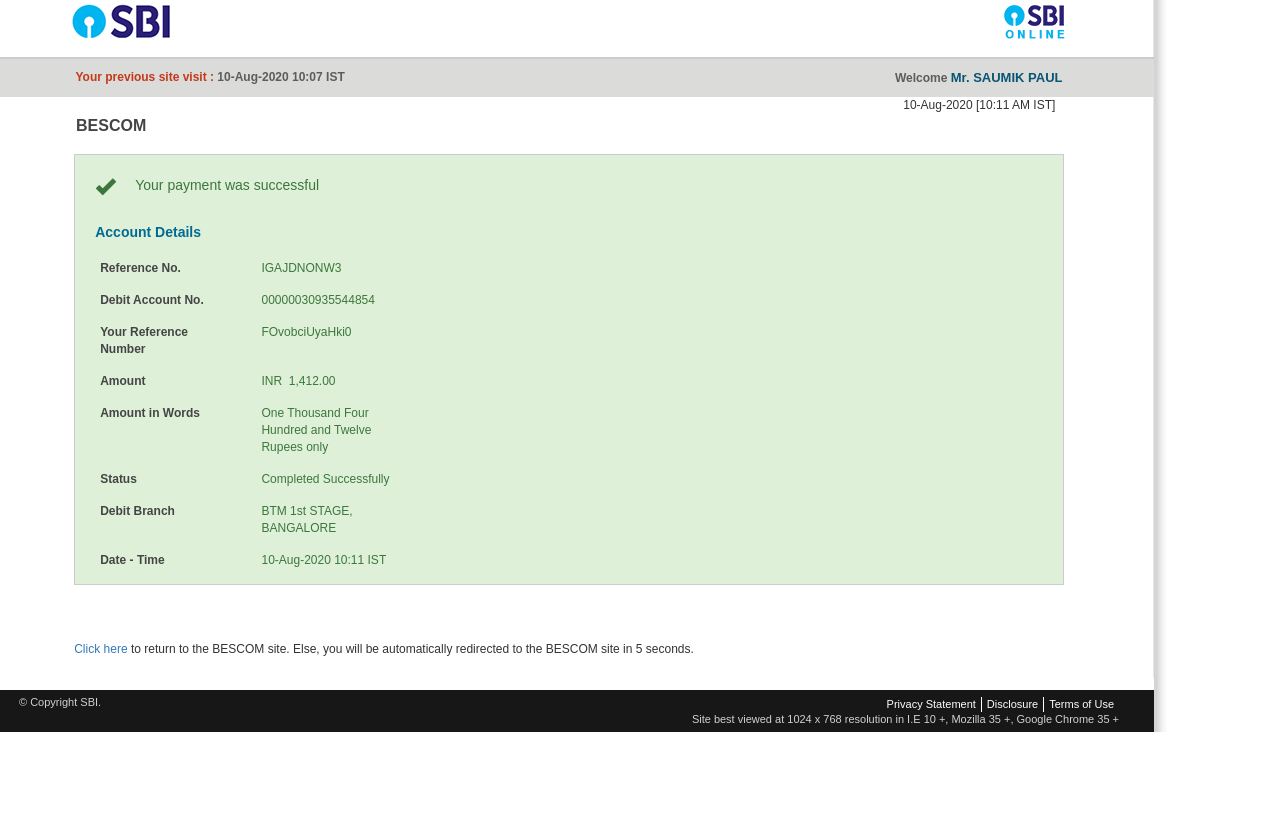 SBI
SBI
ONLINE
Your previous site visit : 10-Aug-2020 10:07 IST
Welcome Mr. SAUMIK PAUL
10-Aug-2020 [10:11 AM IST]
BESCOM
Your payment was successful
Account Details
Reference No. IGAJDNONW3
Debit Account No. 00000030935544854
Your Reference FOvobciUyaHki0
Number
Amount INR  1,412.00
Amount in Words One Thousand Four
Hundred and Twelve
Rupees only
Status Completed Successfully
Debit Branch BTM 1st STAGE,
BANGALORE
Date - Time 10-Aug-2020 10:11 IST
Click here to return to the BESCOM site. Else, you will be automatically redirected to the BESCOM site in 5 seconds.
© Copyright SBI.
Privacy Statement Disclosure Terms of Use
Site best viewed at 1024 x 768 resolution in I.E 10 +, Mozilla 35 +, Google Chrome 35 +